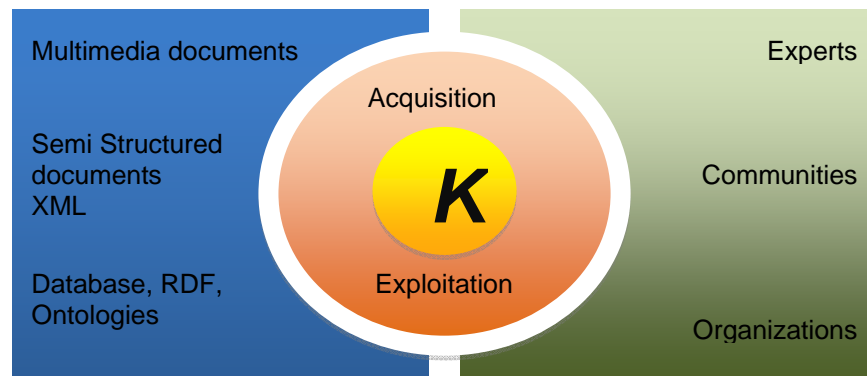 Multimedia documents
Semi Structured
documents
XML
Database, RDF,
Ontologies
Acquisition
K
Exploitation
Experts
Communities
Organizations